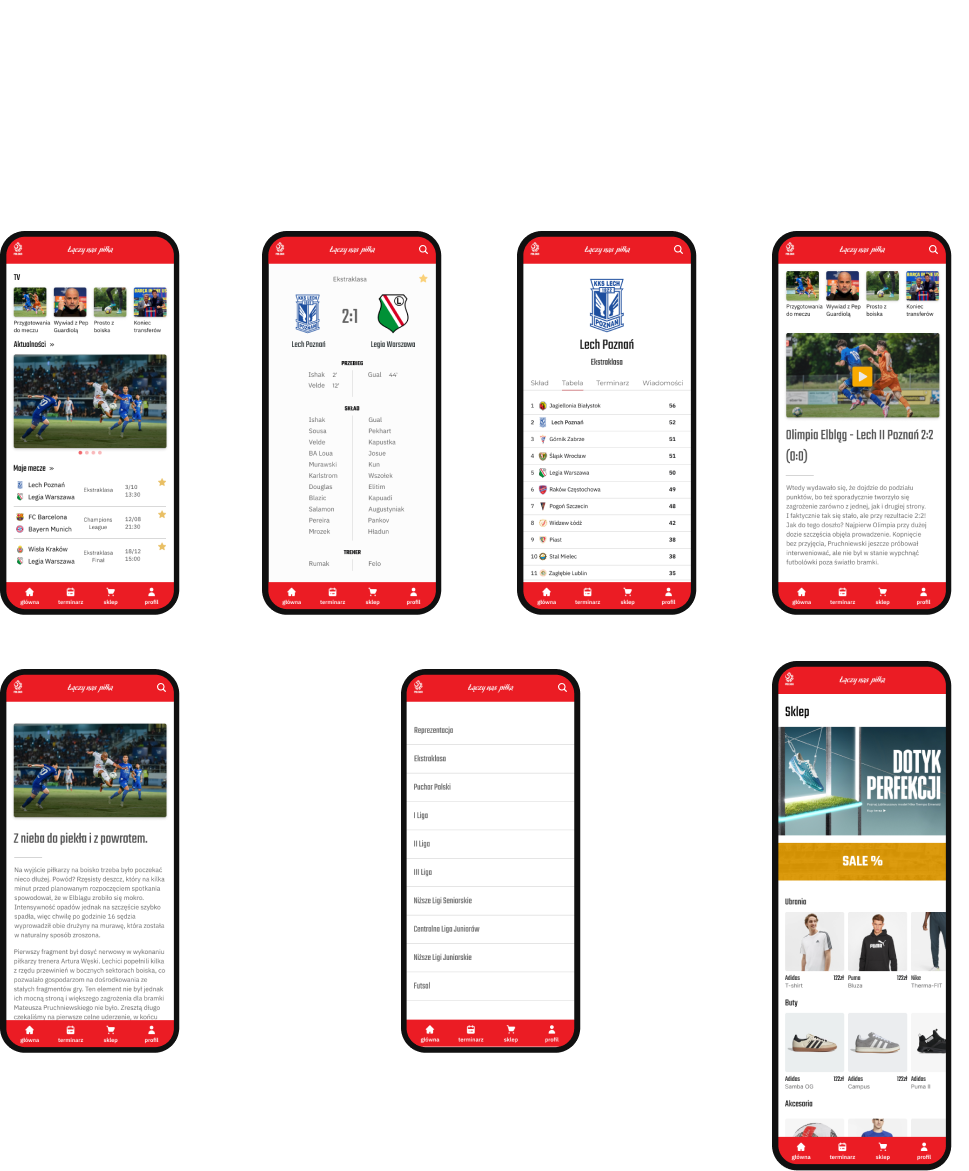 Łączy nas piłka
TV
Przygotowania do meczu
Wywiad z Pep Guardiolą
Prosto z boiska
Koniec transferów
Aktualności »
Moje mecze »
Lech Poznań
Legia Warszawa
Ekstraklasa
3/10
13:30
FC Barcelona
Bayern Munich
Champions League
12/08
21:30
Wisła Kraków
Legia Warszawa
Ekstraklasa Finał
18/12
15:00
główna terminarz sklep profil
Łączy nas piłka
Ekstraklasa
2:1
Lech Poznań Legia Warszawa
PRZEBIEG
Ishak 2' Gual 44'
Velde 12'
SKŁAD
Ishak Gual
Sousa Pekhart
Velde Kapustka
BA Loua Josue
Murawski Kun
Karlstrom Wszołek
Douglas Elitim
Blazic Kapuadi
Salamon Augustyniak
Pereira Pankov
Mrozek Hładun
TRENER
Rumak Feio
główna terminarz sklep profil
Łączy nas piłka
KKS LECH
1922
POZNAŃ
Lech Poznań
Ekstraklasa
Skład Tabela Terminarz Wiadomości
1 Jagiellonia Białystok 56
2 Lech Poznań 52
3 Górnik Zabrze 51
4 Śląsk Wrocław 51
5 Legia Warszawa 50
6 Raków Częstochowa 49
7 Pogoń Szczecin 48
8 Widzew Łódź 42
9 Piast 38
10 Stal Mielec 38
11 Zagłębie Lublin 35
główna terminarz sklep profil
Łączy nas piłka
Przygotowania do meczu
Wywiad z Pep Guardiolą
Prosto z boiska
Koniec transferów
Olimpia Elbląg - Lech II Poznań 2:2
(0:0)
Wtedy wydawało się, że dojdzie do podziału
punktów, bo też sporadycznie tworzyło się
zagrożenie zarówno z jednej, jak i drugiej strony.
I faktycznie tak się stało, ale przy rezultacie 2:2!
Jak do tego doszło? Najpierw Olimpia przy dużej
dozie szczęścia objęła prowadzenie. Kopnięcie
bez przyjęcia, Pruchniewski jeszcze próbował
interweniować, ale nie był w stanie wypchnąć
futbolówki poza światło bramki.
główna terminarz sklep profil
Łączy nas piłka
Z nieba do piekła i z powrotem.
Na wyjście piłkarzy na boisko trzeba było poczekać
nieco dłużej. Powód? Rzęsisty deszcz, który na kilka
minut przed planowanym rozpoczęciem spotkania
spowodował, że w Elblągu zrobiło się mokro.
Intensywność opadów jednak na szczęście szybko
spadła, więc chwilę po godzinie 16 sędzia
wyprowadził obie drużyny na murawę, która została
w naturalny sposób zroszona.
Pierwszy fragment był dosyć nerwowy w wykonaniu
piłkarzy trenera Artura Węski. Lechici popełnili kilka
z rzędu przewinień w bocznych sektorach boiska, co
pozwalało gospodarzom na dośrodkowania ze
stałych fragmentów gry. Ten element nie był jednak
ich mocną stroną i większego zagrożenia dla bramki
Mateusza Pruchniewskiego nie było. Zresztą długo
czekaliśmy na pierwsze celne uderzenie, w końcu
główna terminarz sklep profil
Łączy nas piłka
Reprezentacja
Ekstraklasa
Puchar Polski
I Liga
II Liga
III Liga
Niższe Ligi Seniorskie
Centralna Liga Juniorów
Niższe Ligi Juniorskie
Futsal
główna terminarz sklep profil
Łączy nas piłka
Sklep
DOTYK
PERFEKCJI
SALE %
Ubrania
Adidas 122zł Puma 122zł Nike
T-shirt Bluza Therma-FIT
Buty
Adidas 122zł Adidas 122zł Adidas
Samba OG Campus Puma II
Akcesoria
główna terminarz sklep profil